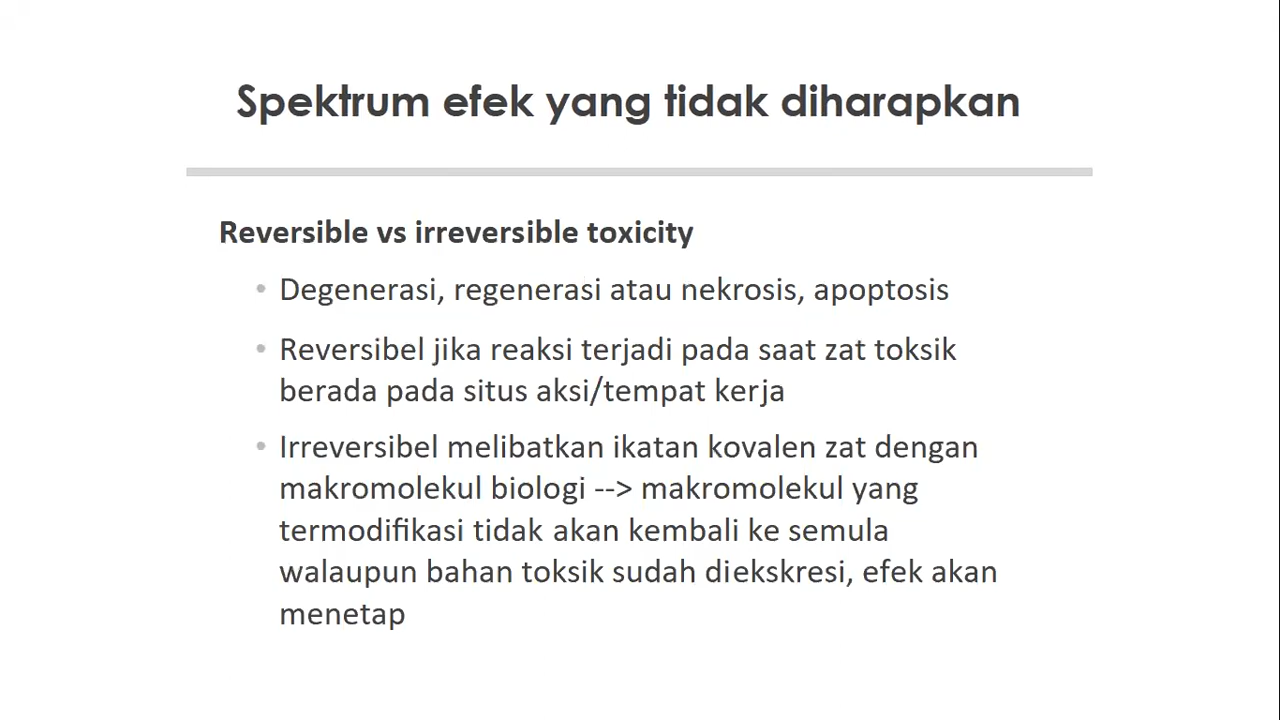 Spektrum efek yang tidak diharapkan
Reversible vs irreversible toxicity
• Degenerasi, regenerasi atau nekrosis, apoptosis
• Reversibel jika reaksi terjadi pada saat zat toksik
berada pada situs aksi/tempat kerja
• Irreversibel melibatkan ikatan kovalen zat dengan
makromolekul biologi --> makromolekul yang
termodifikasi tidak akan kembali ke semula
walaupun bahan toksik sudah diekskresi, efek akan
menetap